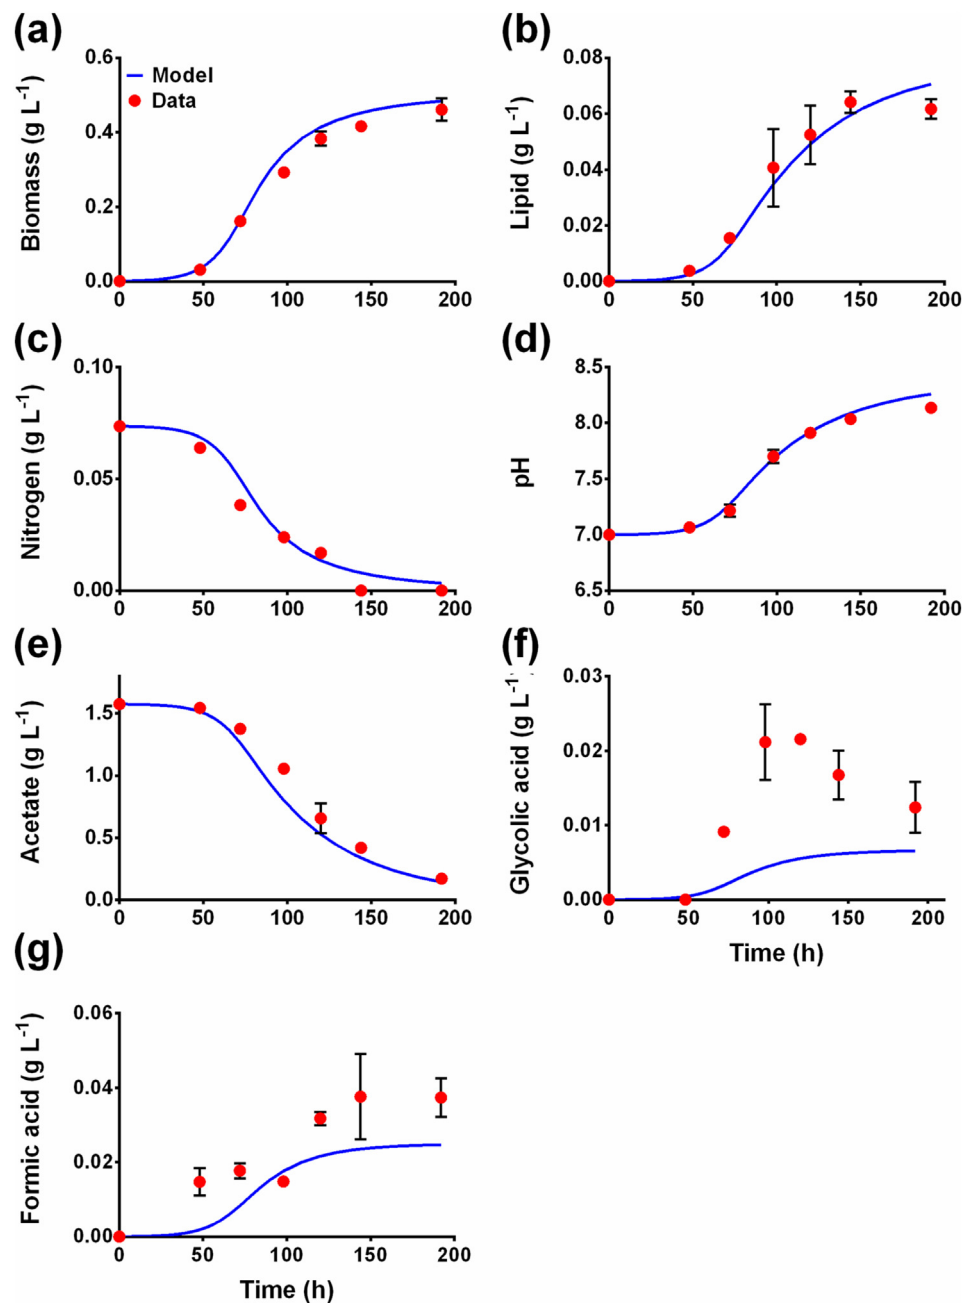 (a)
(b)
0.6
Model
Data
0.4
0.2
0.0
Biomass (g L-1)
0 50 100 150 200
0.08
0.06
0.04
0.02
0.00
Lipid (g L-1)
0 50 100 150 200
(c)
(d)
0.10
0.05
0.00
Nitrogen (g L-1)
0 50 100 150 200
8.5
8.0
7.5
7.0
6.5
pH
0 50 100 150 200
(e)
(f)
1.5
1.0
0.5
0.0
Acetate (g L-1)
0 50 100 150 200
0.03
0.02
0.01
0.00
Glycolic acid (g L-1)
0 50 100 150 200
Time (h)
(g)
0.06
0.04
0.02
0.00
Formic acid (g L-1)
0 50 100 150 200
Time (h)